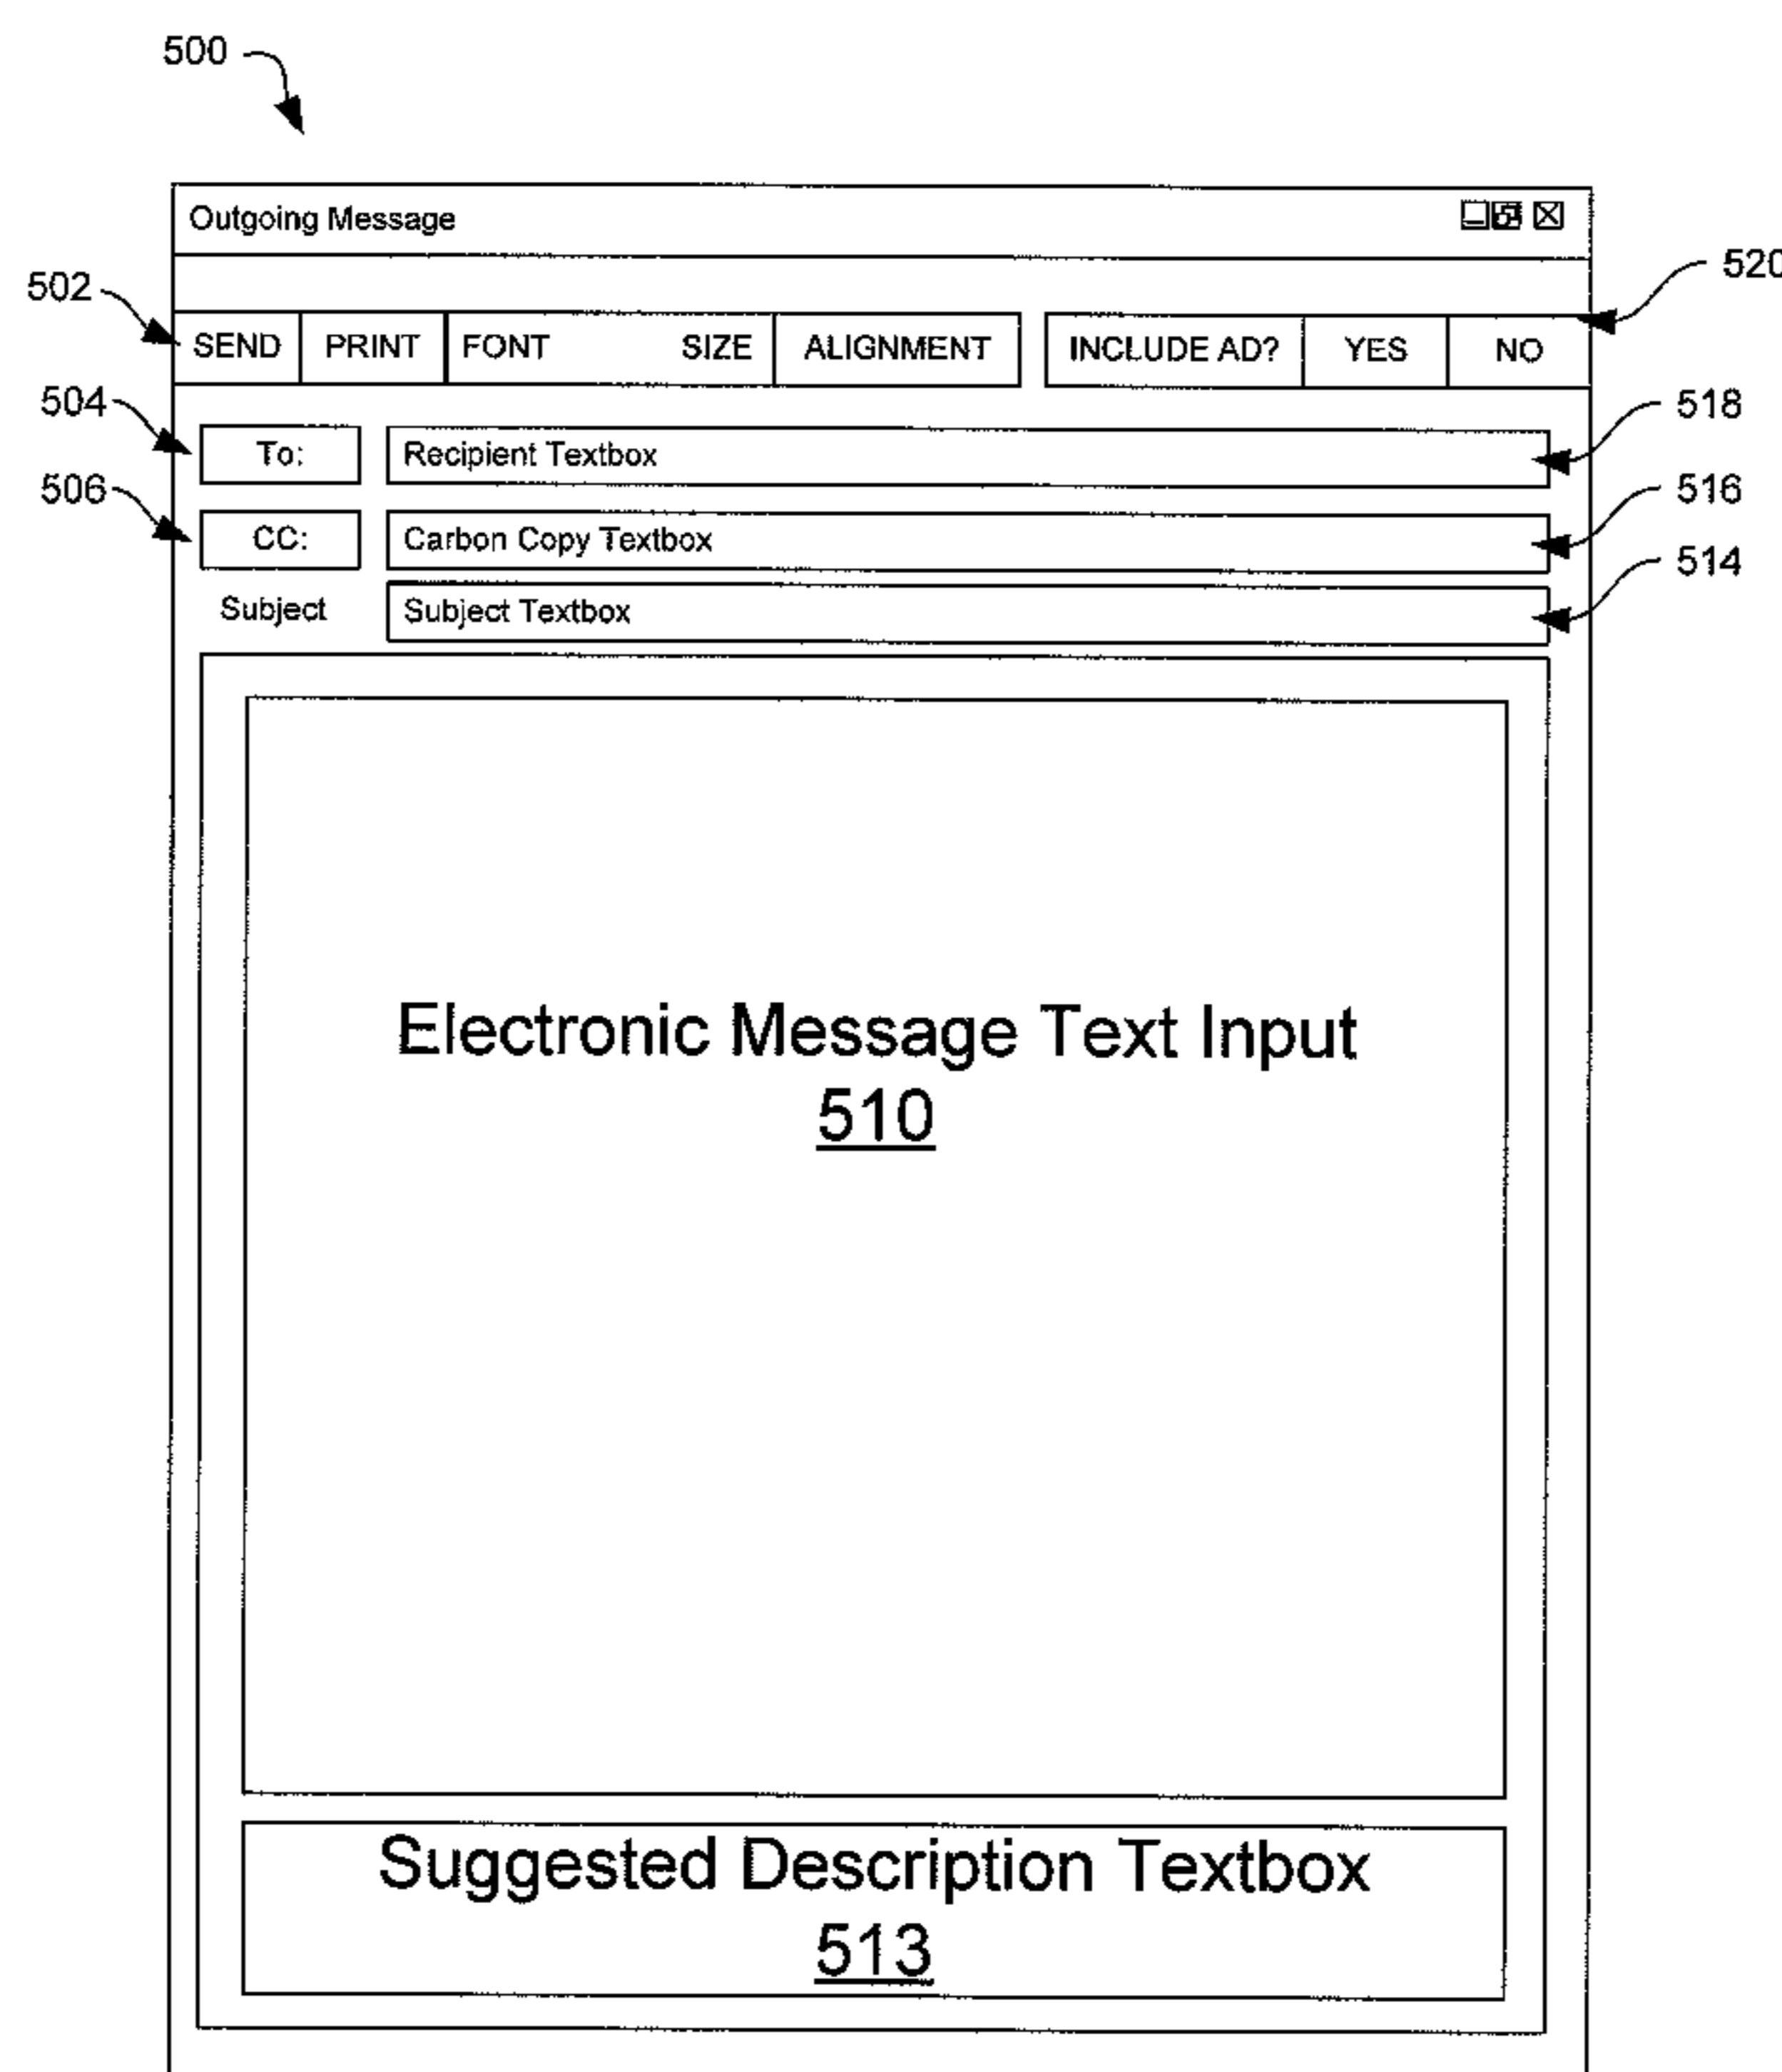 500
Outgoing Message
520
502
SEND PRINT FONT SIZE ALIGNMENT INCLUDE AD? YES NO
504
To: Recipient Textbox
518
506
CC: Carbon Copy Textbox
516
Subject Subject Textbox
514
Electronic Message Text Input
510
Suggested Description Textbox
513